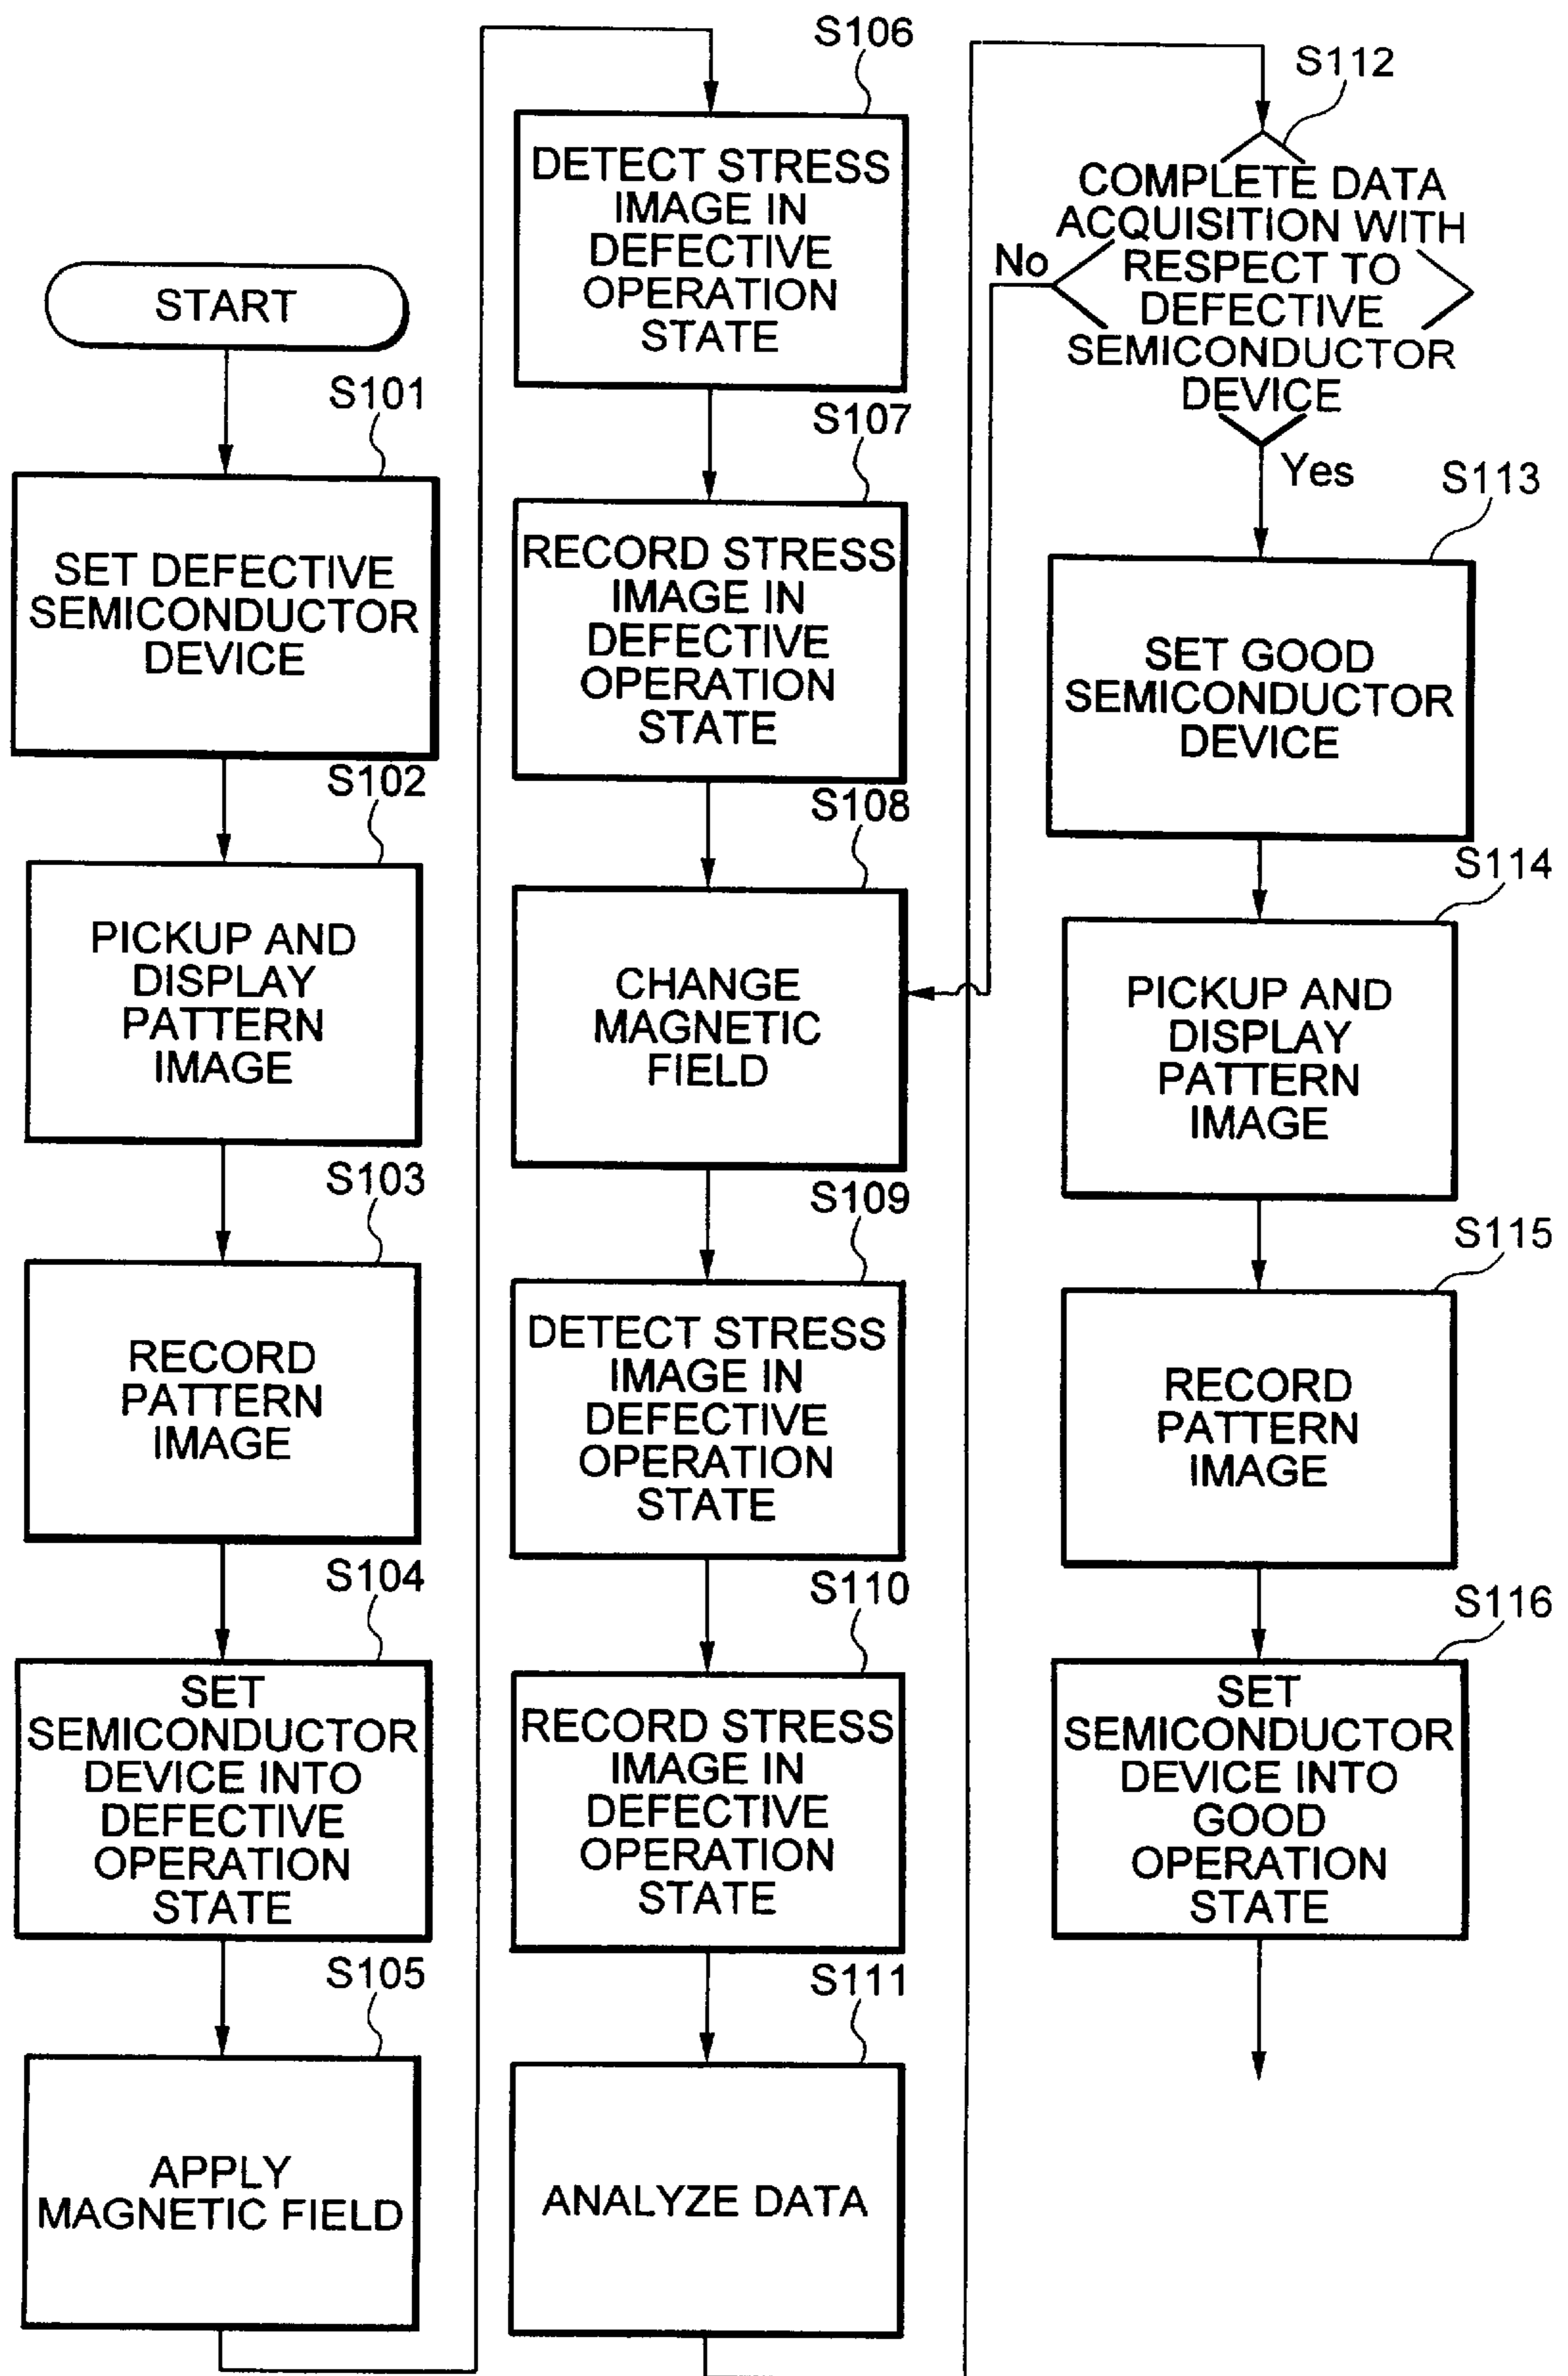 START
S101
SET DEFECTIVE
SEMICONDUCTOR
DEVICE
S102
PICKUP AND
DISPLAY
PATTERN
IMAGE
S103
RECORD
PATTERN
IMAGE
S104
SET
SEMICONDUCTOR
DEVICE INTO
DEFECTIVE
OPERATION
STATE
S105
APPLY
MAGNETIC FIELD
S106
DETECT STRESS
IMAGE IN
DEFECTIVE
OPERATION
STATE
S107
RECORD STRESS
IMAGE IN
DEFECTIVE
OPERATION
STATE
S108
CHANGE
MAGNETIC
FIELD
S109
DETECT STRESS
IMAGE IN
DEFECTIVE
OPERATION
STATE
S110
RECORD STRESS
IMAGE IN
DEFECTIVE
OPERATION
STATE
S111
ANALYZE DATA
S112
COMPLETE DATA
ACQUISITION WITH
RESPECT TO
DEFECTIVE
SEMICONDUCTOR
DEVICE
No
Yes
S113
SET GOOD
SEMICONDUCTOR
DEVICE
S114
PICKUP AND
DISPLAY
PATTERN
IMAGE
S115
RECORD
PATTERN
IMAGE
S116
SET
SEMICONDUCTOR
DEVICE INTO
GOOD
OPERATION
STATE